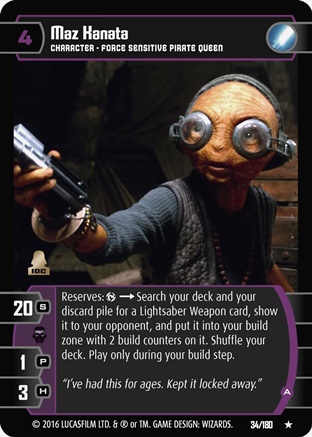 4
Maz Kanata
CHARACTER - FORCE SENSITIVE PIRATE QUEEN
IDC
20 S
1 P
3 H
Reserves: → Search your deck and your
discard pile for a Lightsaber Weapon card, show
it to your opponent, and put it into your build
zone with 2 build counters on it. Shuffle your
deck. Play only during your build step.
“I’ve had this for ages. Kept it locked away.”
A
© 2016 LUCASFILM LTD. & ® or TM. GAME DESIGN: WIZARDS.
34/180 ★